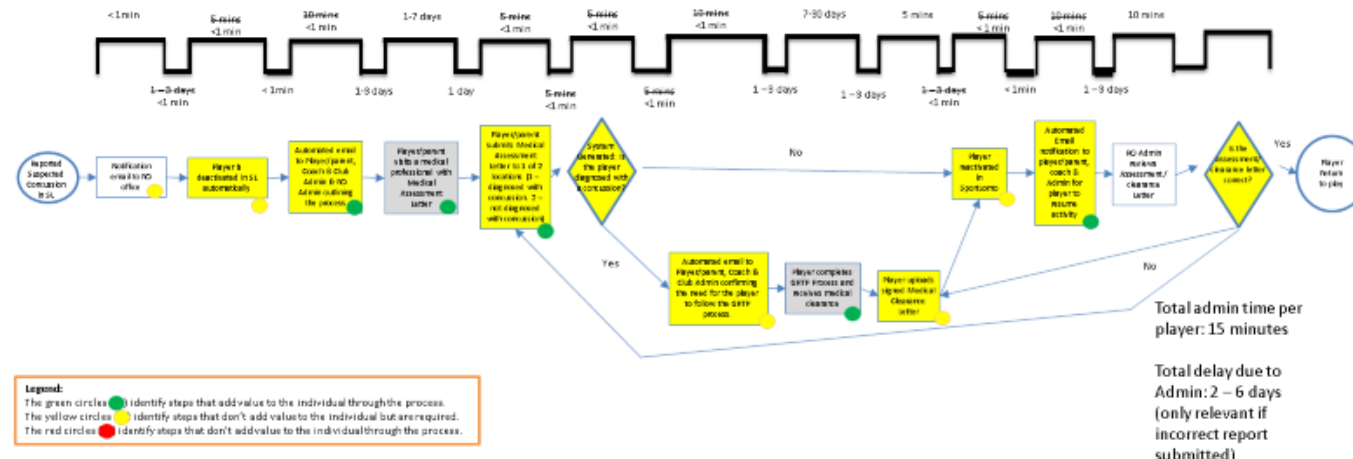 < 1 min
5 mins
<1 min
10 mins
<1 min
1-7 days
5 mins
<1 min
5 mins
<1 min
10 mins
<1 min
7-30 days
5 mins
5 mins
< 1 min
10 mins
<1 min
10 mins
1 – 3 days
<1 min
< 1min
1-3 days
1 day
5 mins
<1 min
5 mins
<1 min
1 –3 days
1 –3 days
1 –3 days
<1 min
<1min
1 –3 days
Reported
Suspected
Concussion
in SL
Notification
email to RO
office
Player is
deactivated in SL
automatically
Automated email
to Player/parent,
Coach & Club
Admin & RO
Admin outlining
the process
Player/parent
visits a medical
professional with
Medical
Assessment
Letter
Player/parent
submits Medical
Assessment
Letter to 1 of 2
locations (1 –
diagnosed with
concussion, 2 –
not diagnosed
with concussion)
System
Generated: Is
the player
diagnosed with
a concussion?
No
Yes
Automated email to
Player/parent, Coach &
Club Admin confirming
the need for the player
to follow the GRTP
process.
Player completes
GRTP Process and
receives medical
clearance
Player uploads
signed Medical
Clearance
Letter
Player
reactivated
in
Automated
Email
notification to
player/parent,
coach &
Admin for
player to
resume
activity
RO Admin
reviews
Assessment/
clearance
Letter
Is the
Assessment/
Clearance letter
correct?
Yes
No
Player
return
to play
Total admin time per
player: 15 minutes
Total delay due to
Admin: 2 – 6 days
(only relevant if
incorrect report
submitted)
Legend:
The green circles ) identify steps that add value to the individual through the process.
The yellow circles identify steps that don't add value to the individual but are required.
The red circles identify steps that don't add value to the individual through the process.